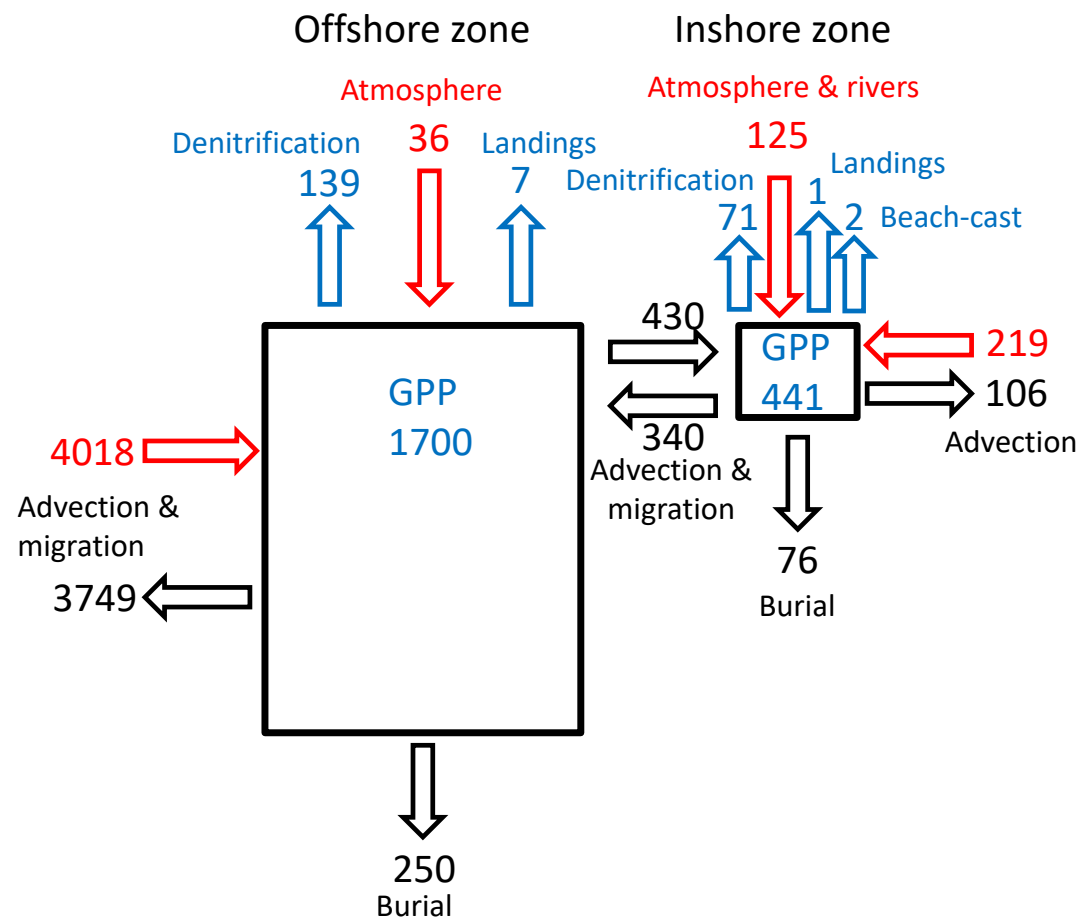 Offshore zone
Inshore zone
Atmosphere
36
Denitrification
139
Landings
7
Atmosphere & rivers
125
Denitrification
71
Landings
1
2
Beach-cast
GPP
1700
430
340
Advection &
migration
GPP
441
219
106
Advection
4018
Advection &
migration
3749
76
Burial
250
Burial